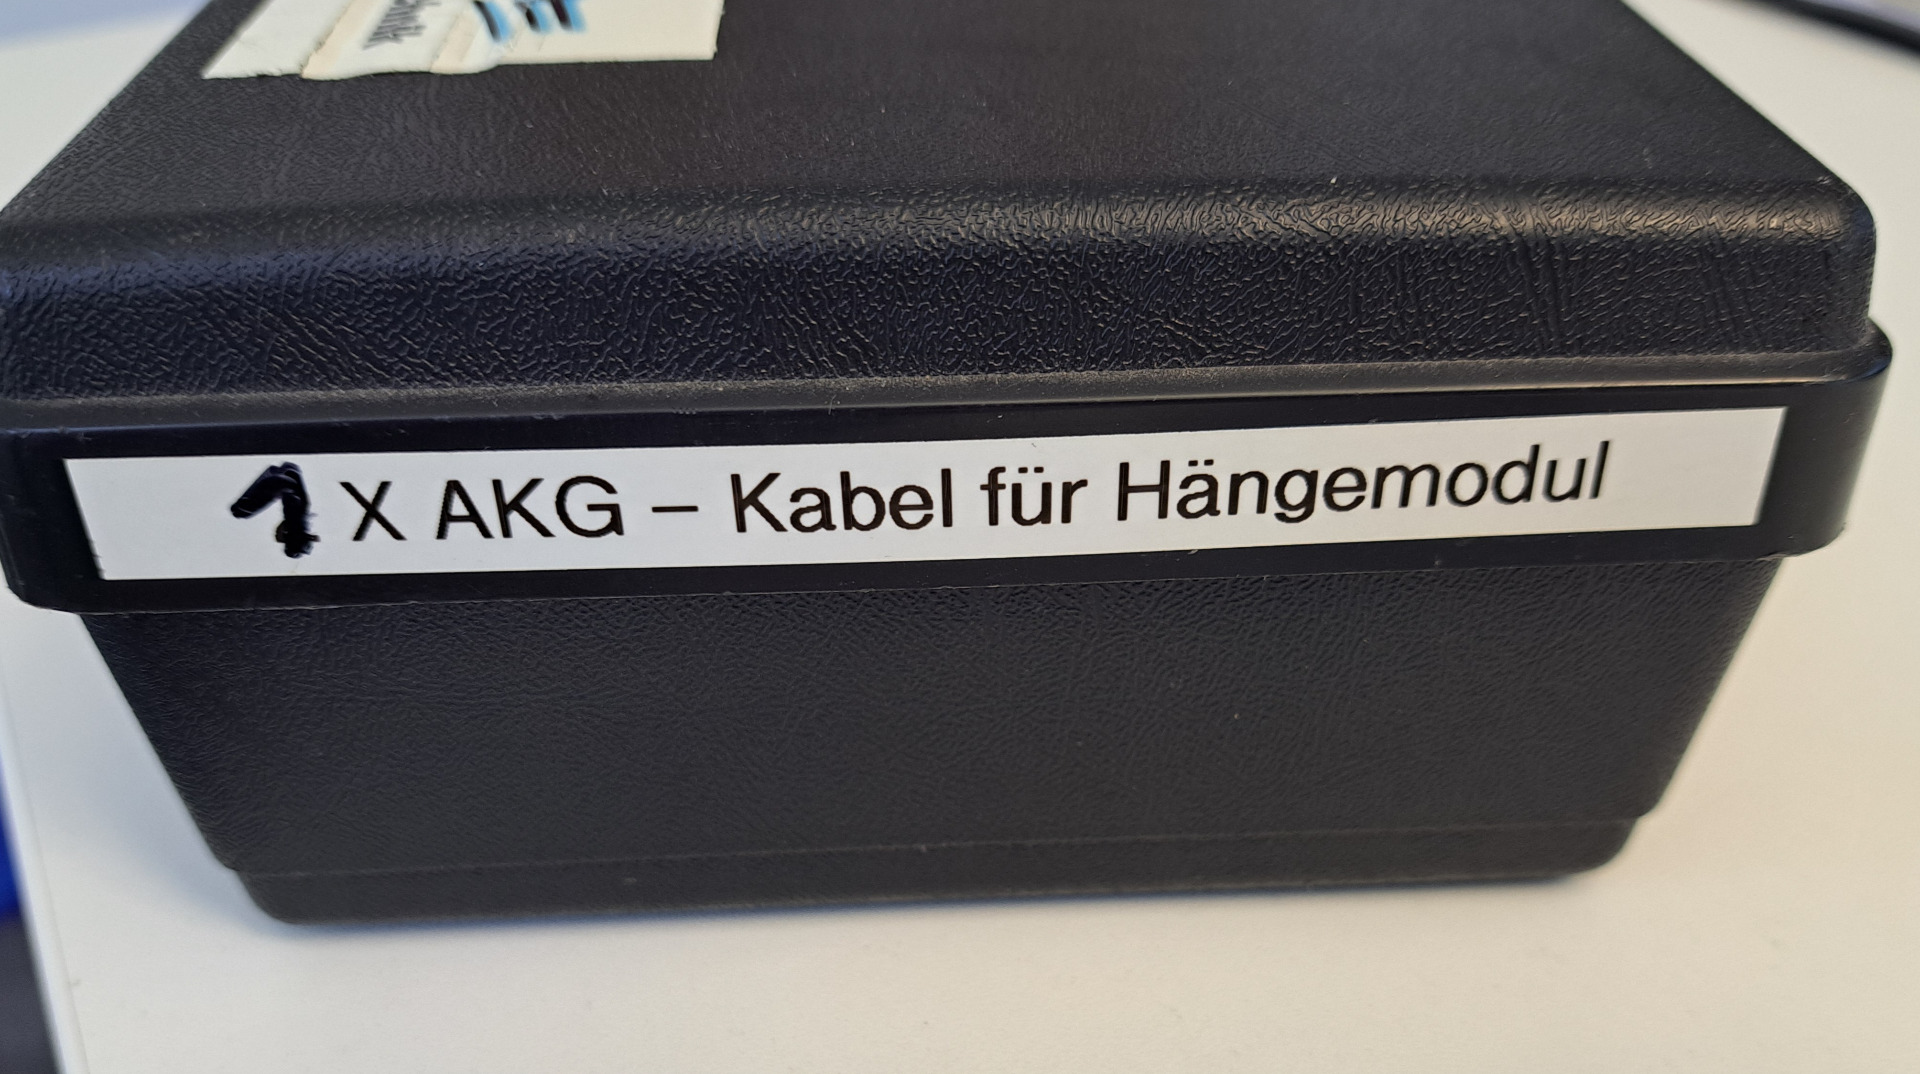 1 X AKG – Kabel für Hängemodul